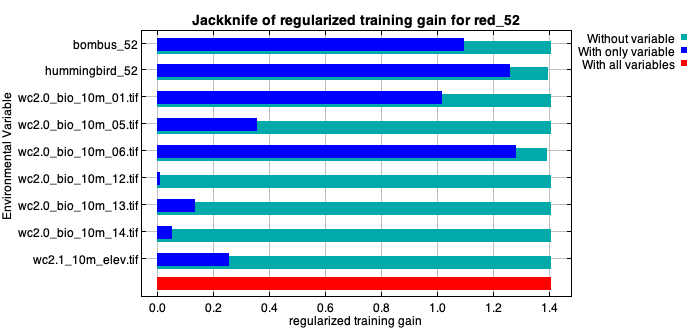 Jackknife of regularized training gain for red_52
Without variable
With only variable
With all variables
Environmental Variable
bombus_52
hummingbird_52
wc2.0_bio_10m_01.tif
wc2.0_bio_10m_05.tif
wc2.0_bio_10m_06.tif
wc2.0_bio_10m_12.tif
wc2.0_bio_10m_13.tif
wc2.0_bio_10m_14.tif
wc2.1_10m_elev.tif
0.0 0.2 0.4 0.6 0.8 1.0 1.2 1.4
regularized training gain